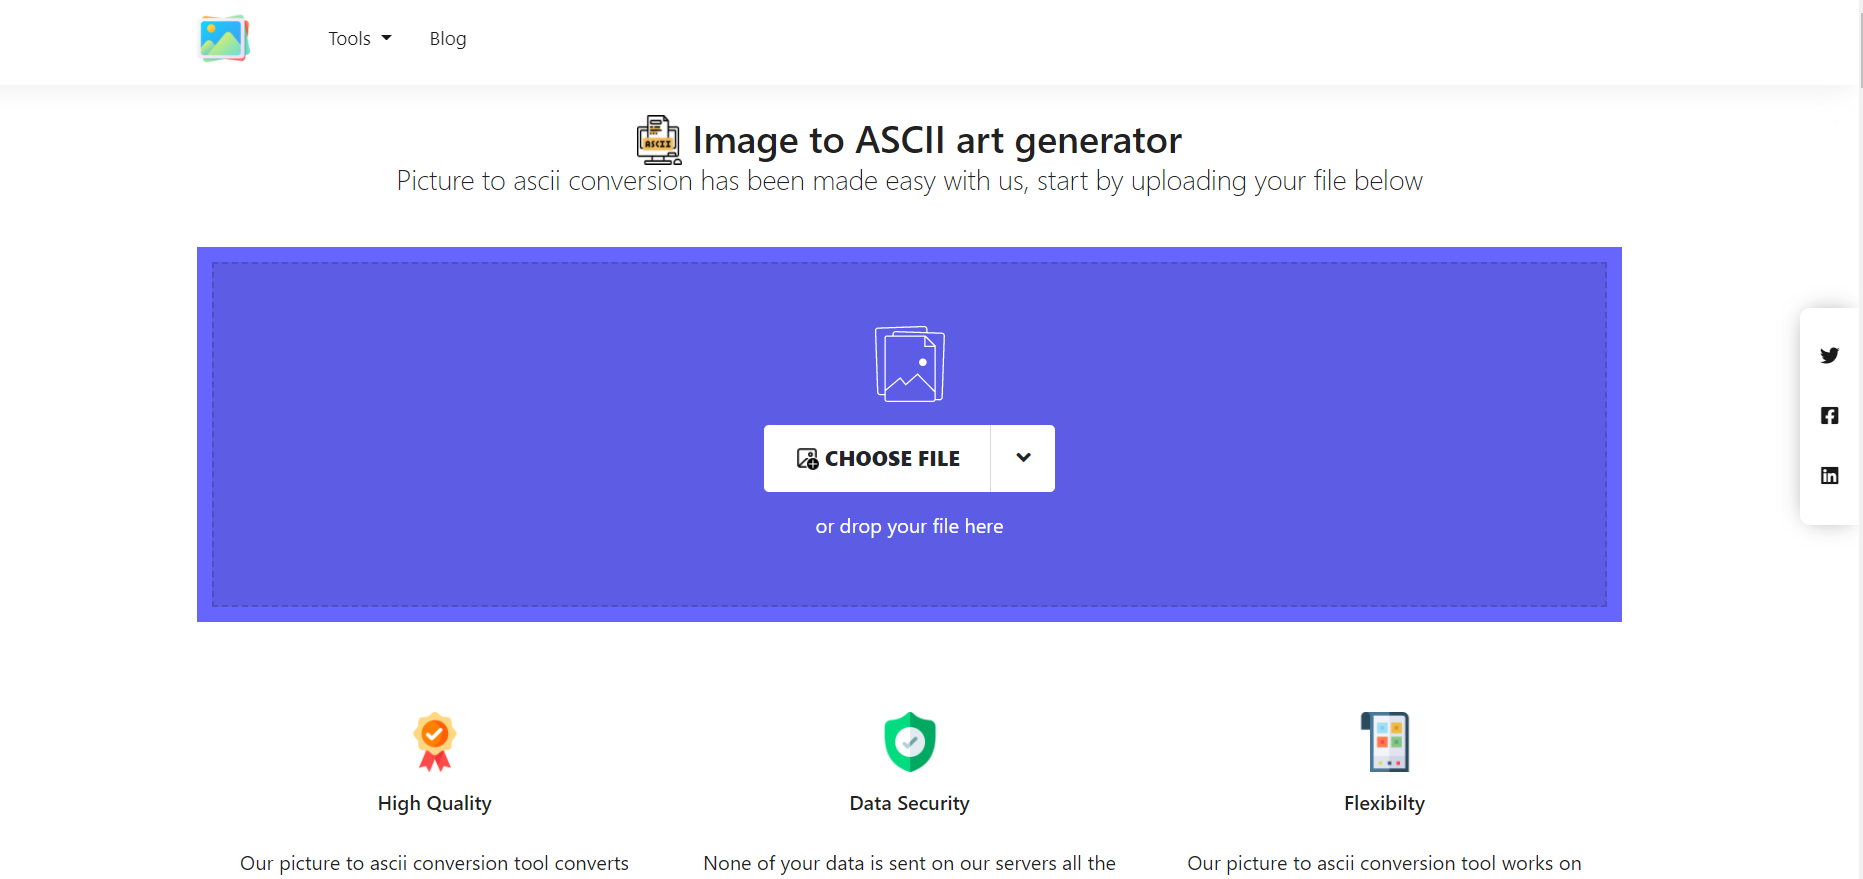 Tools
Blog
ASCII
Image to ASCII art generator
Picture to ascii conversion has been made easy with us, start by uploading your file below
CHOOSE FILE
or drop your file here
High Quality
Data Security
Flexibilty
Our picture to ascii conversion tool converts
None of your data is sent on our servers all the
Our picture to ascii conversion tool works on